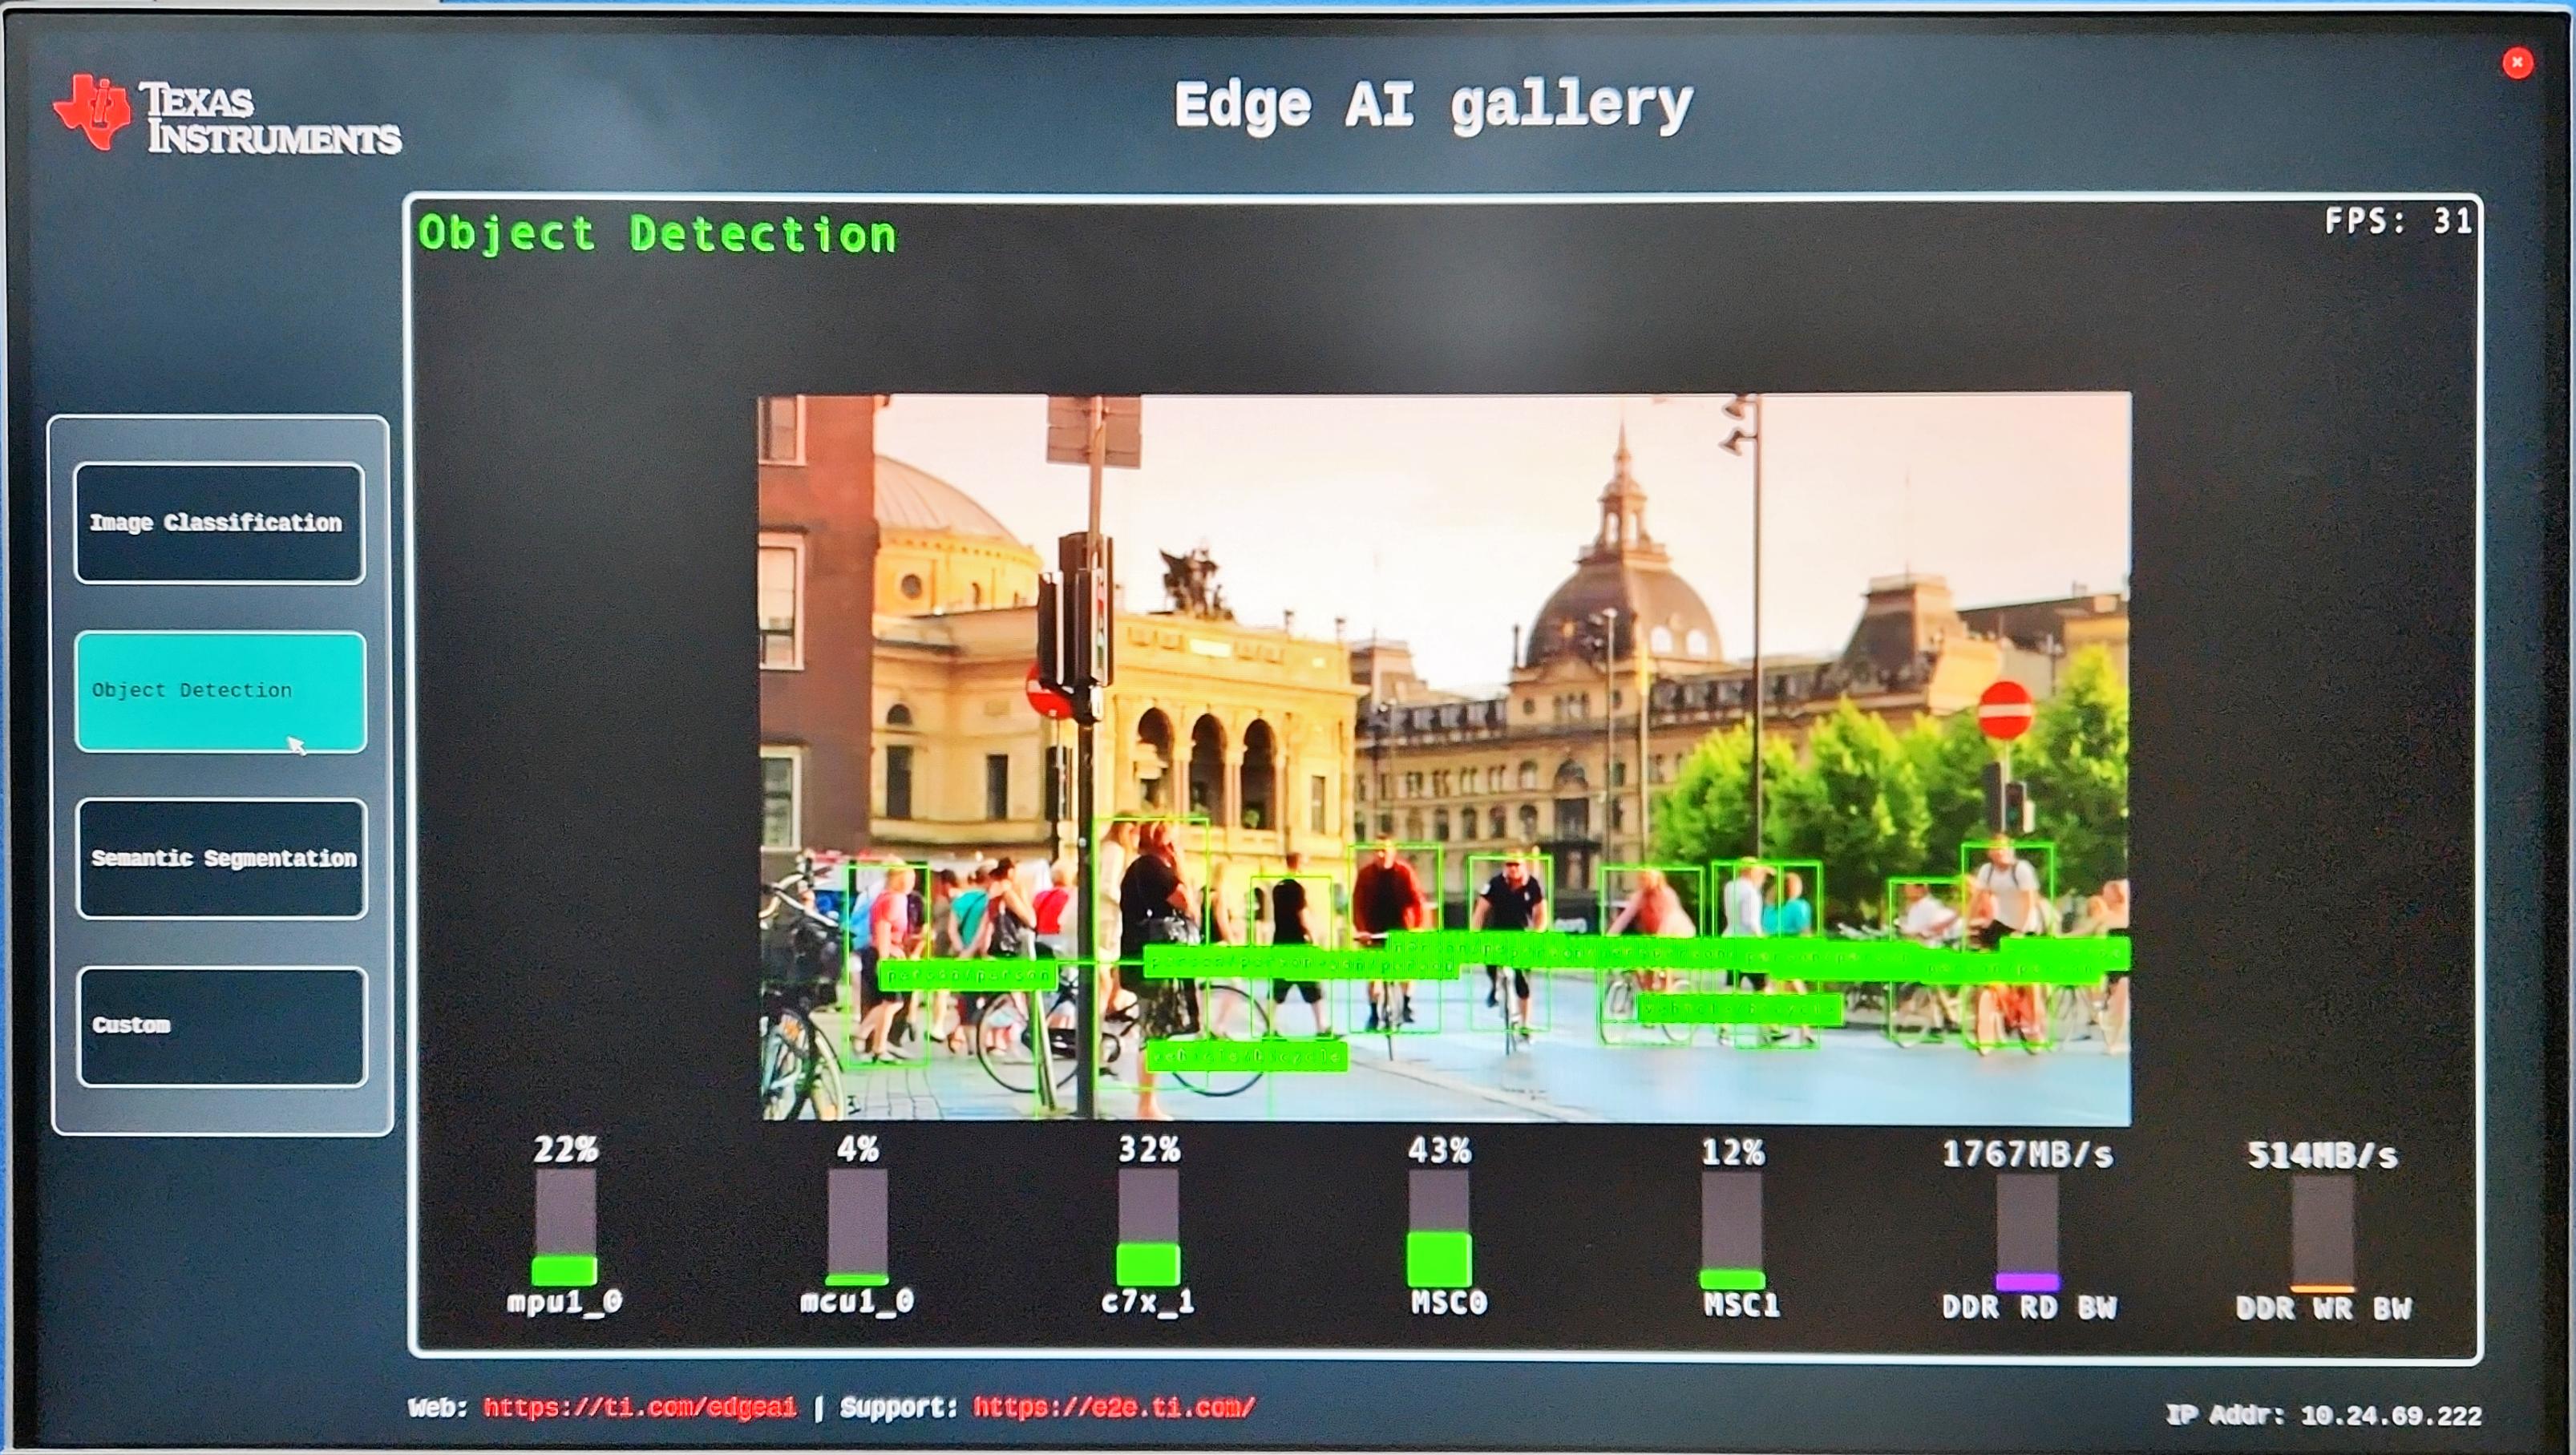 TEXAS
INSTRUMENTS
Edge AI gallery
Object Detection
FPS: 31
Image Classification
Object Detection
Semantic Segmentation
Custom
person/person
vehicle/bicycle
vehicle/bicycle
22%
4%
32%
43%
12%
1767MB/s
514MB/s
mpu1_0
mcu1_0
c7x_1
MSC0
MSC1
DDR RD BW
DDR WR BW
Web: https://ti.com/edgeai | Support: https://e2e.ti.com/
IP Addr: 10.24.69.222